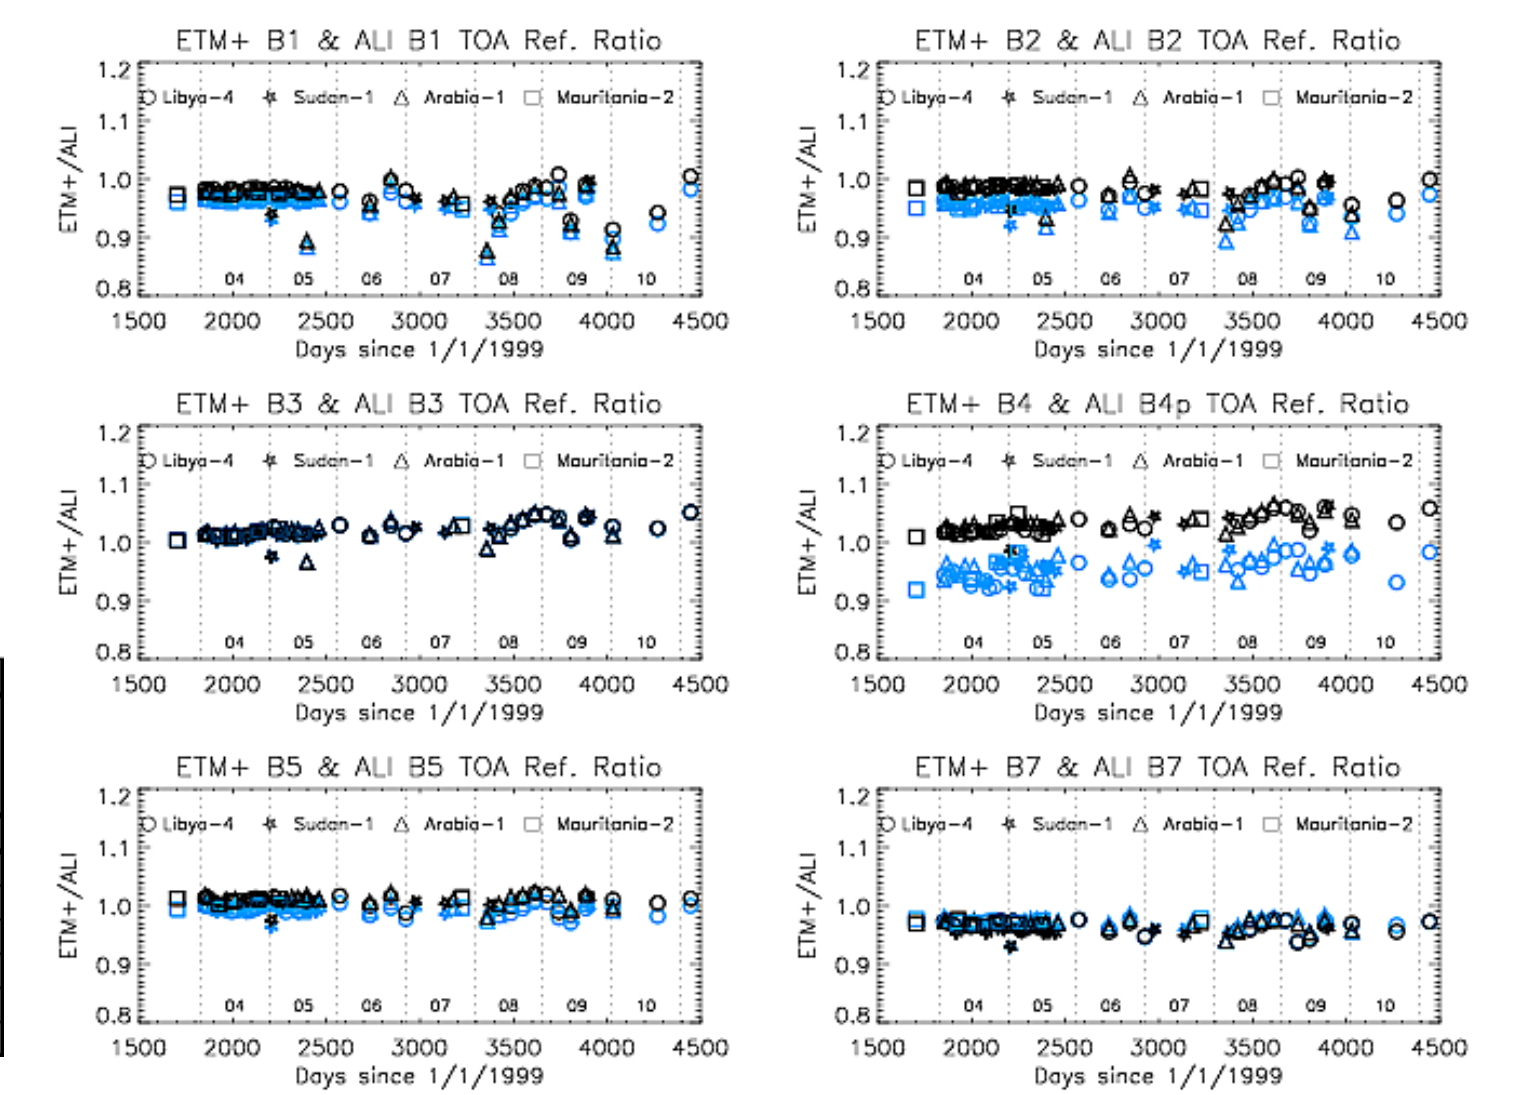 ETM+ B1 & ALI B1 TOA Ref. Ratio
ETM+/ALI
1.2
1.1
1.0
0.9
0.8
Libya-4 Sudan-1 Arabia-1 Mauritania-2
04 05 06 07 08 09 10
1500 2000 2500 3000 3500 4000 4500
Days since 1/1/1999
ETM+ B2 & ALI B2 TOA Ref. Ratio
ETM+/ALI
1.2
1.1
1.0
0.9
0.8
Libya-4 Sudan-1 Arabia-1 Mauritania-2
04 05 06 07 08 09 10
1500 2000 2500 3000 3500 4000 4500
Days since 1/1/1999
ETM+ B3 & ALI B3 TOA Ref. Ratio
ETM+/ALI
1.2
1.1
1.0
0.9
0.8
Libya-4 Sudan-1 Arabia-1 Mauritania-2
04 05 06 07 08 09 10
1500 2000 2500 3000 3500 4000 4500
Days since 1/1/1999
ETM+ B4 & ALI B4p TOA Ref. Ratio
ETM+/ALI
1.2
1.1
1.0
0.9
0.8
Libya-4 Sudan-1 Arabia-1 Mauritania-2
04 05 06 07 08 09 10
1500 2000 2500 3000 3500 4000 4500
Days since 1/1/1999
ETM+ B5 & ALI B5 TOA Ref. Ratio
ETM+/ALI
1.2
1.1
1.0
0.9
0.8
Libya-4 Sudan-1 Arabia-1 Mauritania-2
04 05 06 07 08 09 10
1500 2000 2500 3000 3500 4000 4500
Days since 1/1/1999
ETM+ B7 & ALI B7 TOA Ref. Ratio
ETM+/ALI
1.2
1.1
1.0
0.9
0.8
Libya-4 Sudan-1 Arabia-1 Mauritania-2
04 05 06 07 08 09 10
1500 2000 2500 3000 3500 4000 4500
Days since 1/1/1999